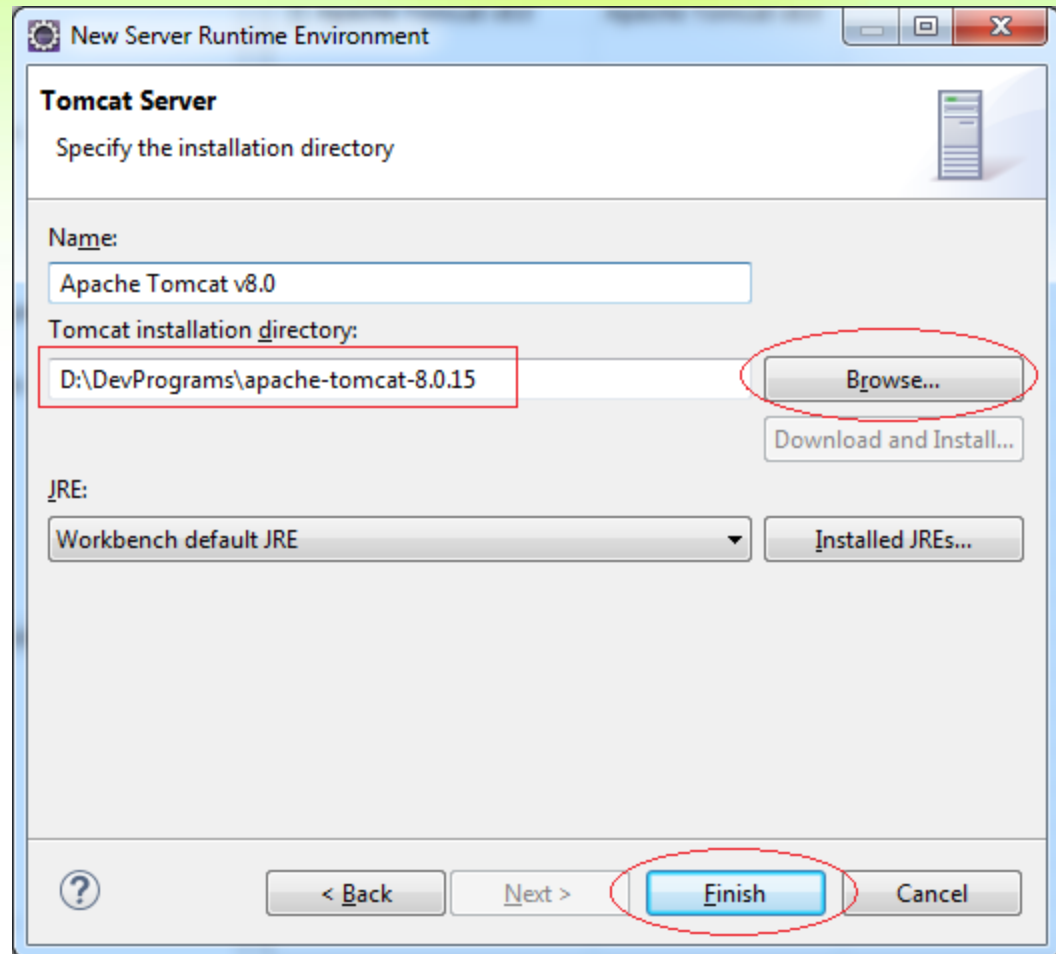 New Server Runtime Environment
Tomcat Server
Specify the installation directory
Name:
Apache Tomcat v8.0
Tomcat installation directory:
D:\DevPrograms\apache-tomcat-8.0.15
Browse...
Download and Install...
JRE:
Workbench default JRE
Installed JREs...
?
< Back
Next >
Finish
Cancel